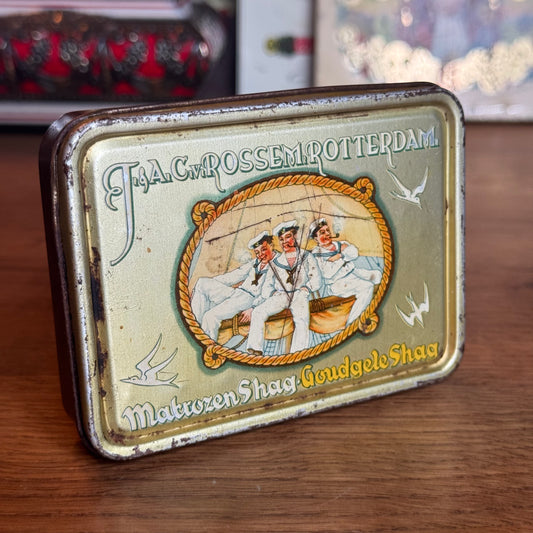 J. & A. C. v. ROSSEM. ROTTERDAM.
Matrozen Shag - Goudgele Shag